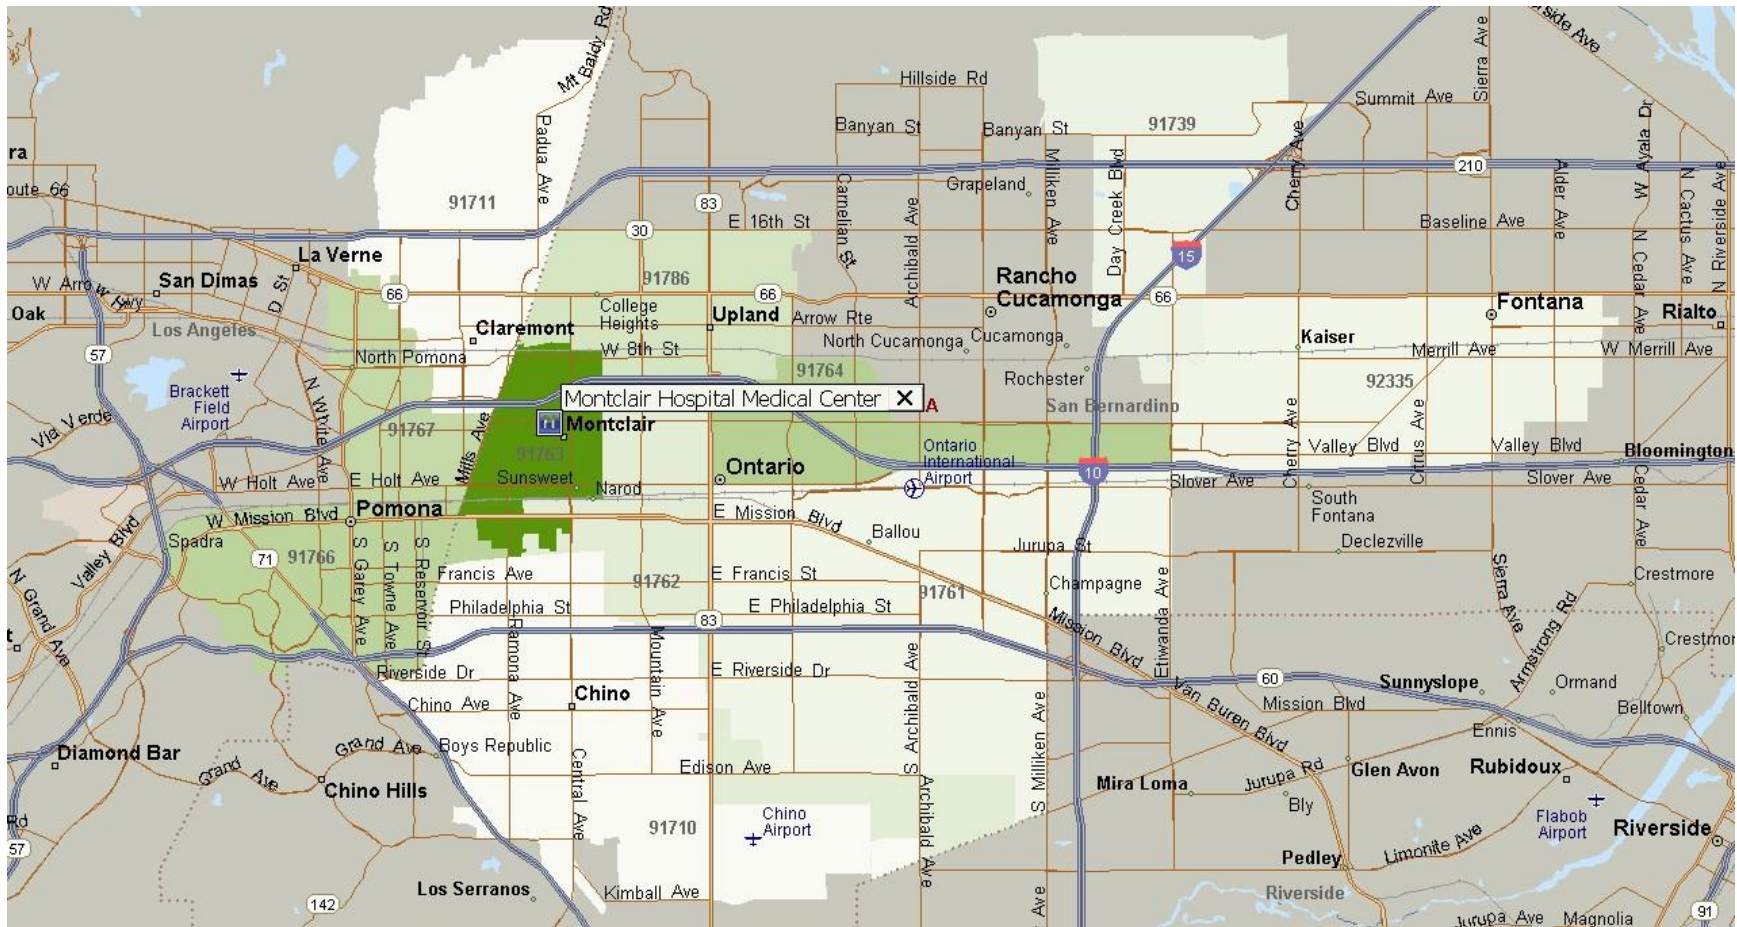 Mt Baldy Rd
Sierra Ave
rside Ave
Hillside Rd
Summit Ave
Banyan St
Banyan St
91739
Padua Ave
N Ayala Dr
ra
Cherry Ave
210
oute 66
91711
Carnelian St
Grapeland
Milliken Ave
Day Creek Blvd
Alder Ave
N Cactus Ave
N Riverside Ave
83
E 16th St
Archibald Ave
Baseline Ave
30
15
La Verne
N Cedar Ave
San Dimas
W Arrow Hwy
D St
66
91786
66
Rancho
Cucamonga
66
Fontana
Oak
Los Angeles
College
Heights
Upland
Arrow Rte
Rialto
Claremont
North Cucamonga
Cucamonga
Kaiser
57
North Pomona
W 8th St
Merrill Ave
W Merrill Ave
91764
Rochester
92335
Brackett
Field
Airport
N White Ave
Montclair Hospital Medical Center
A
San Bernardino
Via Verde
91767
Mills Ave
Montclair
Cherry Ave
Citrus Ave
91763
Ontario
International
Airport
Valley Blvd
Valley Blvd
Bloomington
Ontario
10
W Holt Ave
E Holt Ave
Sunsweet
Narod
Slover Ave
Slover Ave
Cedar Ave
Pomona
South
Fontana
W Mission Blvd
E Mission Blvd
Valley Blvd
Spadra
Ballou
Jurupa St
Declezville
71
91766
S Garey Ave
S Towne Ave
S Reservoir St
Francis Ave
91762
E Francis St
Champagne
Etiwanda Ave
Sierra Ave
Crestmore
N Grand Ave
91761
Philadelphia St
E Philadelphia St
Armstrong Rd
83
Mission Blvd
t
Ramona Ave
Mountain Ave
Crestmor
Riverside Dr
E Riverside Dr
S Archibald Ave
60
Sunnyslope
Ormand
Chino
Chino Ave
S Milliken Ave
Van Buren Blvd
Mission Blvd
Belltown
Ennis
Diamond Bar
Grand Ave
Boys Republic
Central Ave
Edison Ave
Grand Ave
Chino Hills
Archibald Ave
Mira Loma
Jurupa Rd
Glen Avon
Rubidoux
Bly
Rd
91710
Chino
Airport
Flabob
Airport
Riverside
57
Pedley
Limonite Ave
Los Serranos
Kimball Ave
Riverside
142
Ave
91
Jurupa Ave
Magnolia